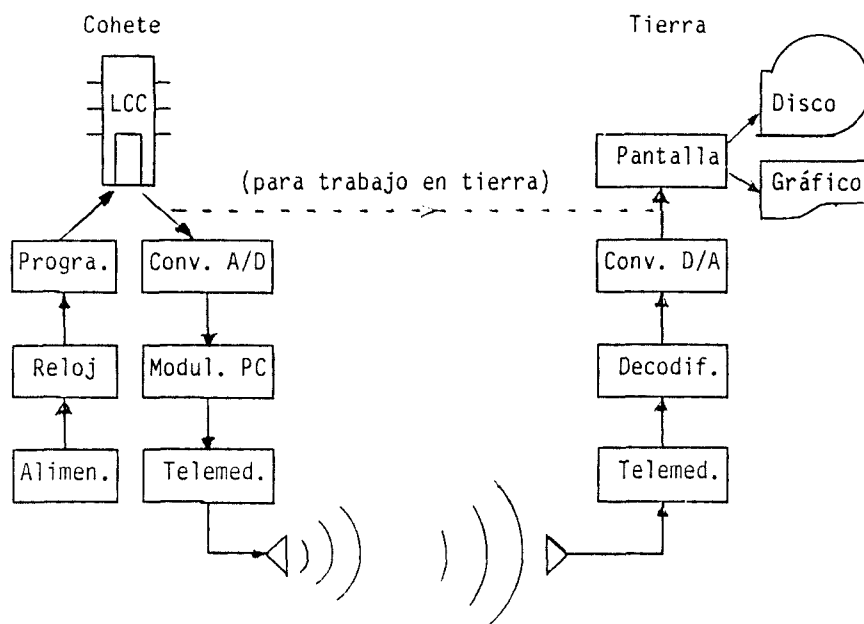 Cohete
Tierra
LCC
Disco
Pantalla
Gráfico
(para trabajo en tierra)
Progra.
Conv. A/D
Conv. D/A
Reloj
Modul. PC
Decodif.
Alimen.
Telemed.
Telemed.